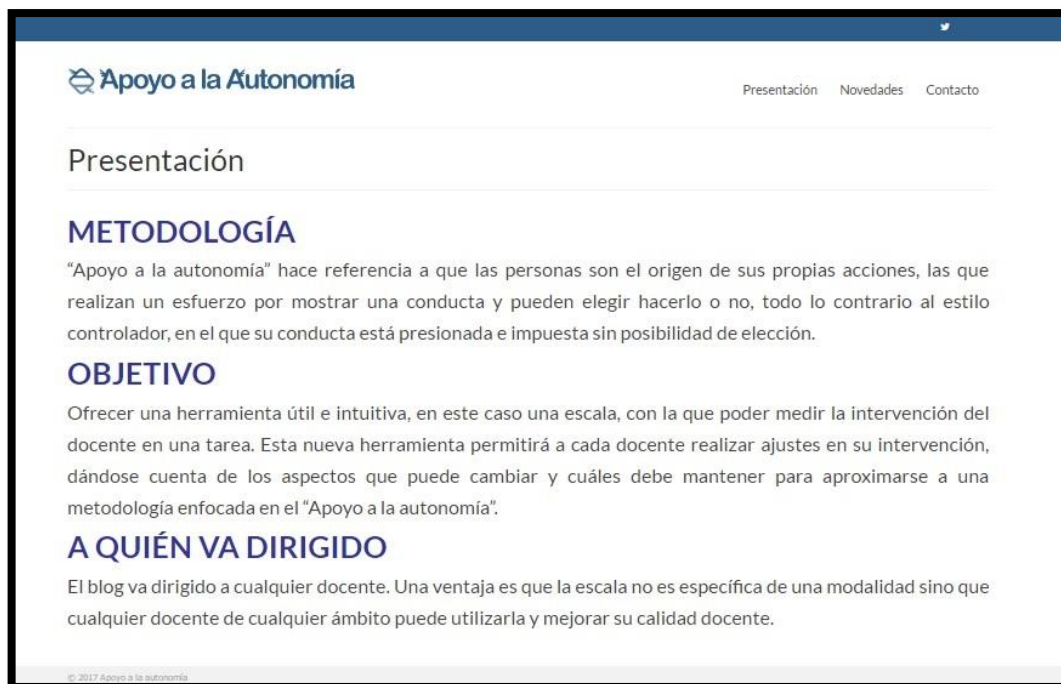 Apoyo a la Autonomía
Presentación Novedades Contacto
Presentación
METODOLOGÍA
“Apoyo a la autonomía” hace referencia a que las personas son el origen de sus propias acciones, las que
realizan un esfuerzo por mostrar una conducta y pueden elegir hacerlo o no, todo lo contrario al estilo
controlador, en el que su conducta está presionada e impuesta sin posibilidad de elección.
OBJETIVO
Ofrecer una herramienta útil e intuitiva, en este caso una escala, con la que poder medir la intervención del
docente en una tarea. Esta nueva herramienta permitirá a cada docente realizar ajustes en su intervención,
dándose cuenta de los aspectos que puede cambiar y cuáles debe mantener para aproximarse a una
metodología enfocada en el “Apoyo a la autonomía”.
A QUIÉN VA DIRIGIDO
El blog va dirigido a cualquier docente. Una ventaja es que la escala no es específica de una modalidad sino que
cualquier docente de cualquier ámbito puede utilizarla y mejorar su calidad docente.
© 2017 Apoyo a la autonomía